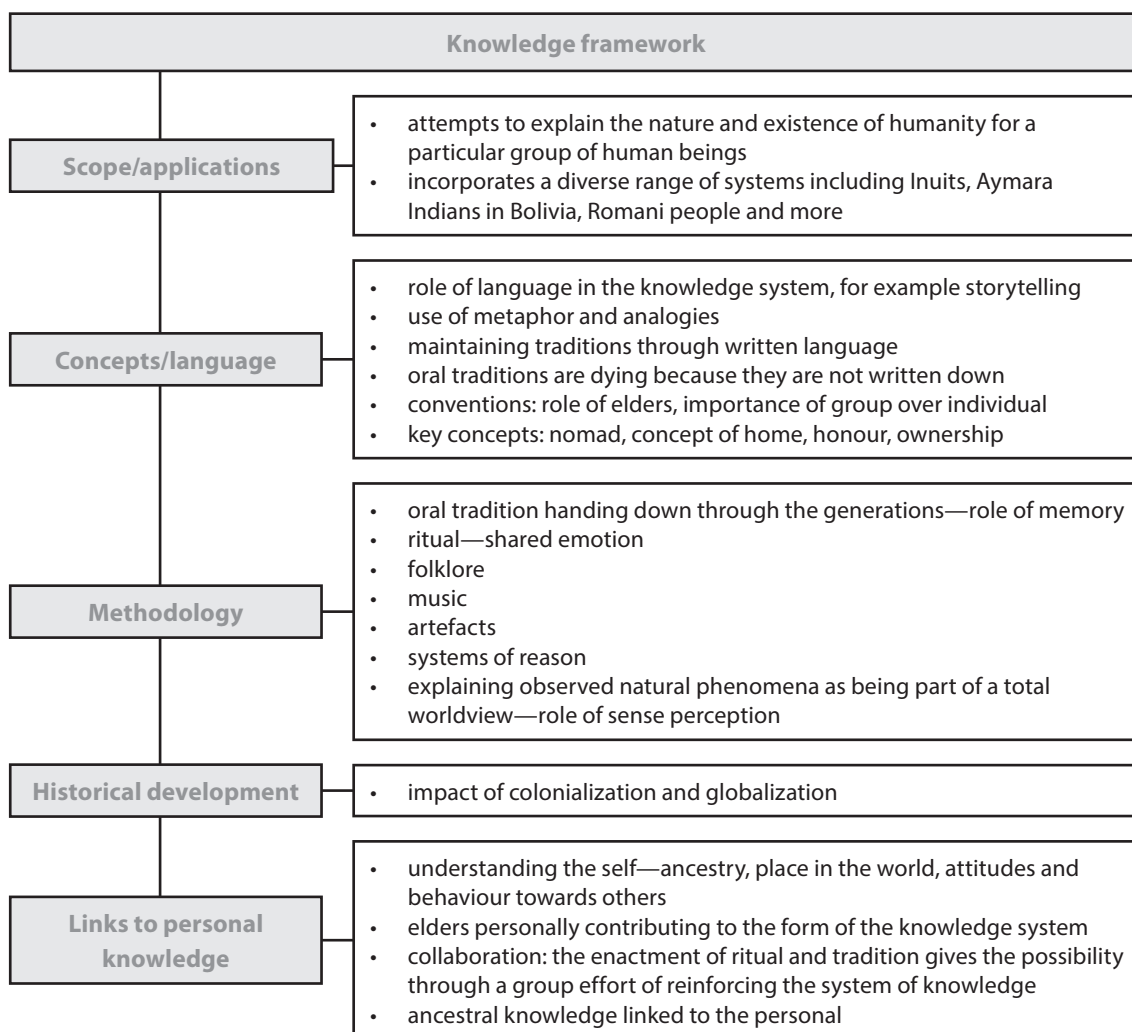 Knowledge framework
Scope/applications
• attempts to explain the nature and existence of humanity for a
particular group of human beings
• incorporates a diverse range of systems including Inuits, Aymara
Indians in Bolivia, Romani people and more
Concepts/language
• role of language in the knowledge system, for example storytelling
• use of metaphor and analogies
• maintaining traditions through written language
• oral traditions are dying because they are not written down
• conventions: role of elders, importance of group over individual
• key concepts: nomad, concept of home, honour, ownership
Methodology
• oral tradition handing down through the generations—role of memory
• ritual—shared emotion
• folklore
• music
• artefacts
• systems of reason
• explaining observed natural phenomena as being part of a total
worldview—role of sense perception
Historical development
• impact of colonialization and globalization
Links to personal
knowledge
• understanding the self—ancestry, place in the world, attitudes and
behaviour towards others
• elders personally contributing to the form of the knowledge system
• collaboration: the enactment of ritual and tradition gives the possibility
through a group effort of reinforcing the system of knowledge
• ancestral knowledge linked to the personal